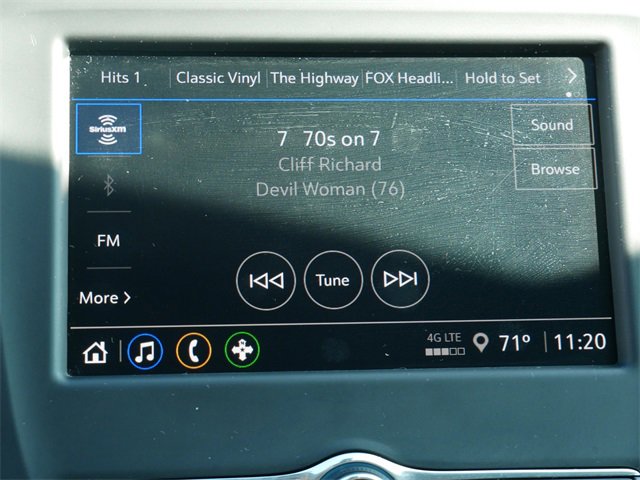 Hits 1 Classic Vinyl The Highway FOX Headli... Hold to Set
SiriusXM
7 70s on 7
Sound
Cliff Richard
Devil Woman (76)
Browse
FM
Tune
More
4G LTE
71° 11:20